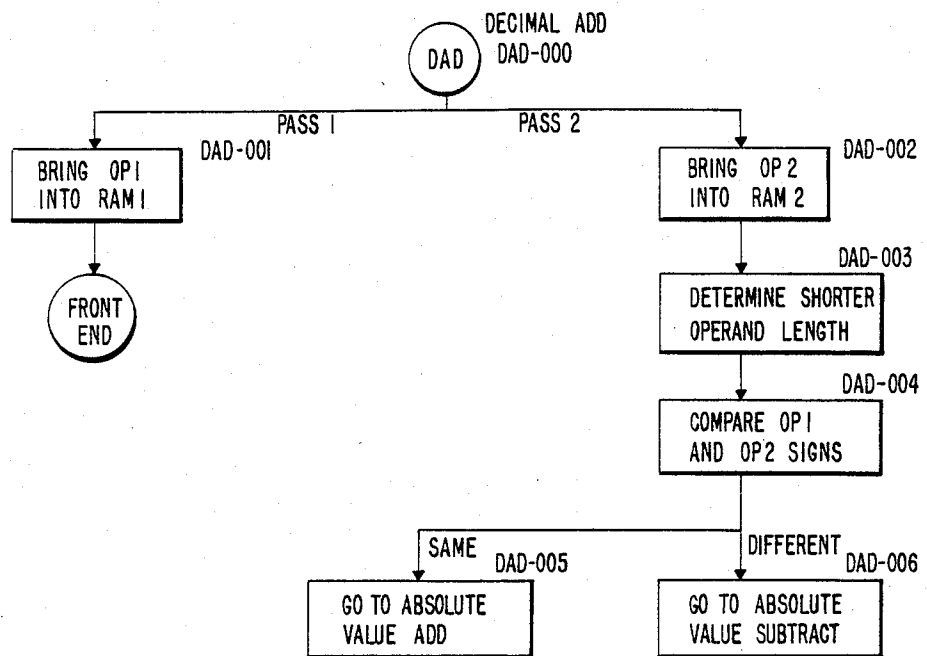 DECIMAL ADD
DAD-000
DAD
PASS 1
PASS 2
DAD-001
BRING OP1
INTO RAM1
FRONT
END
DAD-002
BRING OP2
INTO RAM2
DAD-003
DETERMINE SHORTER
OPERAND LENGTH
DAD-004
COMPARE OP1
AND OP2 SIGNS
SAME
DAD-005
GO TO ABSOLUTE
VALUE ADD
DIFFERENT
DAD-006
GO TO ABSOLUTE
VALUE SUBTRACT